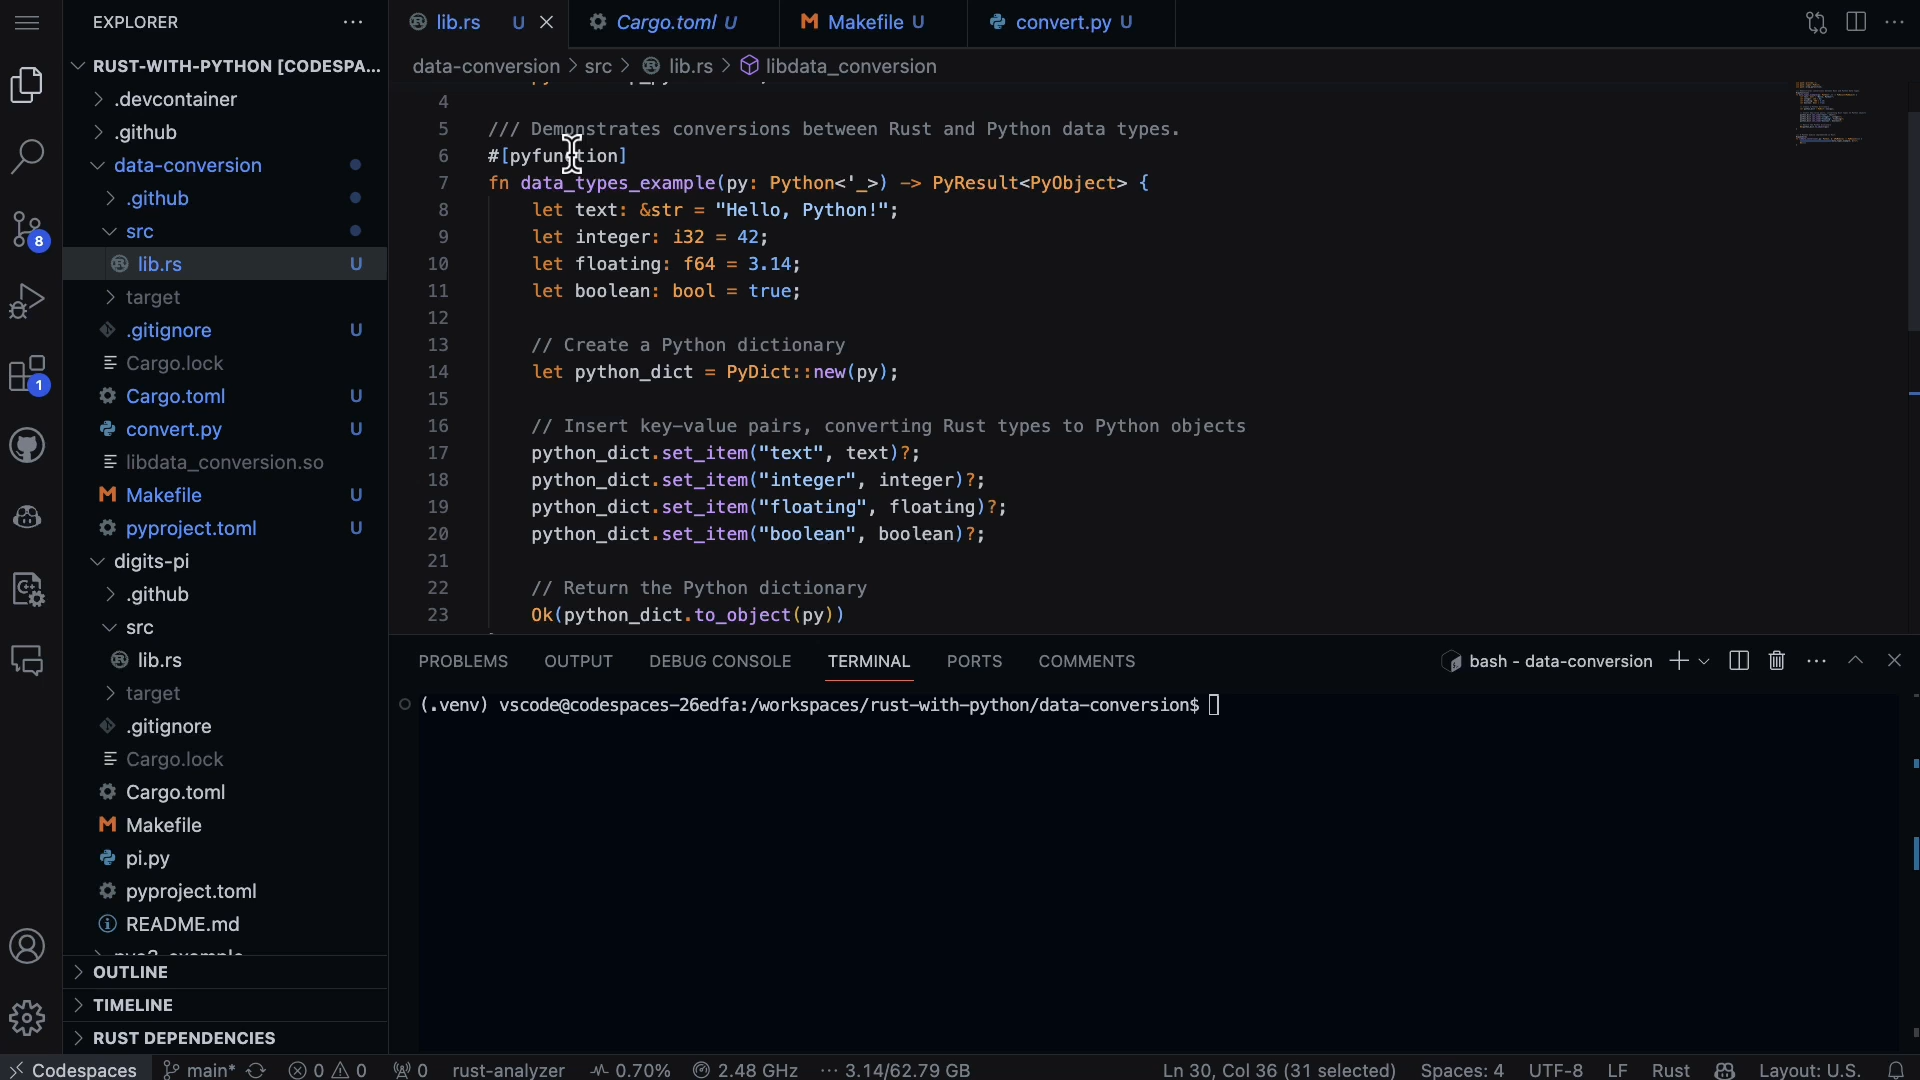 EXPLORER
RUST-WITH-PYTHON [CODESPA...
.devcontainer
.github
data-conversion
.github
src
lib.rs U
target
.gitignore U
Cargo.lock
Cargo.toml U
convert.py U
libdata_conversion.so
Makefile U
pyproject.toml U
digits-pi
.github
src
lib.rs
target
.gitignore
Cargo.lock
Cargo.toml
Makefile
pi.py
pyproject.toml
README.md
OUTLINE
TIMELINE
RUST DEPENDENCIES
8
1
lib.rs U
Cargo.toml U
Makefile U
convert.py U
data-conversion > src > lib.rs > libdata_conversion
4
5 /// Demonstrates conversions between Rust and Python data types.
6 #[pyfunction]
7 fn data_types_example(py: Python<'_>) -> PyResult<PyObject> {
8 let text: &str = "Hello, Python!";
9 let integer: i32 = 42;
10 let floating: f64 = 3.14;
11 let boolean: bool = true;
12
13 // Create a Python dictionary
14 let python_dict = PyDict::new(py);
15
16 // Insert key-value pairs, converting Rust types to Python objects
17 python_dict.set_item("text", text)?;
18 python_dict.set_item("integer", integer)?;
19 python_dict.set_item("floating", floating)?;
20 python_dict.set_item("boolean", boolean)?;
21
22 // Return the Python dictionary
23 Ok(python_dict.to_object(py))
PROBLEMS OUTPUT DEBUG CONSOLE TERMINAL PORTS COMMENTS
bash - data-conversion
(.venv) vscode@codespaces-26edfa:/workspaces/rust-with-python/data-conversion$
Codespaces main* 0 0 0 rust-analyzer 0.70% 2.48 GHz 3.14/62.79 GB Ln 30, Col 36 (31 selected) Spaces: 4 UTF-8 LF Rust Layout: U.S.